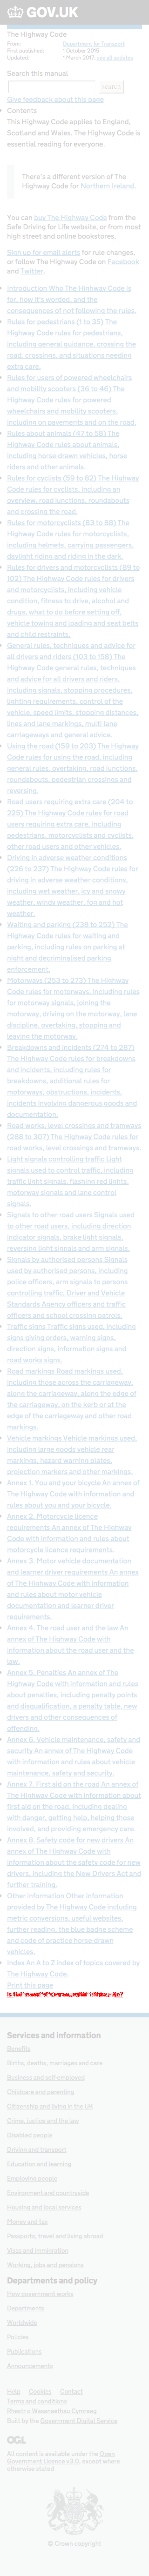 GOV.UK
The Highway Code
From: Department for Transport
First published: 1 October 2015
Updated: 1 March 2017, see all updates
Search this manual
Search
Give feedback about this page
Contents
This Highway Code applies to England,
Scotland and Wales. The Highway Code is
essential reading for everyone.
There's a different version of The
Highway Code for Northern Ireland.
You can buy The Highway Code from the
Safe Driving for Life website, or from most
high street and online bookstores.
Sign up for email alerts for rule changes,
or follow The Highway Code on Facebook
and Twitter.
Introduction Who The Highway Code is
for, how it's worded, and the
consequences of not following the rules.
Rules for pedestrians (1 to 35) The
Highway Code rules for pedestrians,
including general guidance, crossing the
road, crossings, and situations needing
extra care.
Rules for users of powered wheelchairs
and mobility scooters (36 to 46) The
Highway Code rules for powered
wheelchairs and mobility scooters,
including on pavements and on the road.
Rules about animals (47 to 58) The
Highway Code rules about animals,
including horse-drawn vehicles, horse
riders and other animals.
Rules for cyclists (59 to 82) The Highway
Code rules for cyclists, including an
overview, road junctions, roundabouts
and crossing the road.
Rules for motorcyclists (83 to 88) The
Highway Code rules for motorcyclists,
including helmets, carrying passengers,
daylight riding and riding in the dark.
Rules for drivers and motorcyclists (89 to
102) The Highway Code rules for drivers
and motorcyclists, including vehicle
condition, fitness to drive, alcohol and
drugs, what to do before setting off,
vehicle towing and loading and seat belts
and child restraints.
General rules, techniques and advice for
all drivers and riders (103 to 158) The
Highway Code general rules, techniques
and advice for all drivers and riders,
including signals, stopping procedures,
lighting requirements, control of the
vehicle, speed limits, stopping distances,
lines and lane markings, multi-lane
carriageways and general advice.
Using the road (159 to 203) The Highway
Code rules for using the road, including
general rules, overtaking, road junctions,
roundabouts, pedestrian crossings and
reversing.
Road users requiring extra care (204 to
225) The Highway Code rules for road
users requiring extra care, including
pedestrians, motorcyclists and cyclists,
other road users and other vehicles.
Driving in adverse weather conditions
(226 to 237) The Highway Code rules for
driving in adverse weather conditions,
including wet weather, icy and snowy
weather, windy weather, fog and hot
weather.
Waiting and parking (238 to 252) The
Highway Code rules for waiting and
parking, including rules on parking at
night and decriminalised parking
enforcement.
Motorways (253 to 273) The Highway
Code rules for motorways, including rules
for motorway signals, joining the
motorway, driving on the motorway, lane
discipline, overtaking, stopping and
leaving the motorway.
Breakdowns and incidents (274 to 287)
The Highway Code rules for breakdowns
and incidents, including rules for
breakdowns, additional rules for
motorways, obstructions, incidents,
incidents involving dangerous goods and
documentation.
Road works, level crossings and tramways
(288 to 307) The Highway Code rules for
road works, level crossings and tramways.
Light signals controlling traffic Light
signals used to control traffic, including
traffic light signals, flashing red lights,
motorway signals and lane control
signals.
Signals to other road users Signals used
to other road users, including direction
indicator signals, brake light signals,
reversing light signals and arm signals.
Signals by authorised persons Signals
used by authorised persons, including
police officers, arm signals to persons
controlling traffic, Driver and Vehicle
Standards Agency officers and traffic
officers and school crossing patrols.
Traffic signs Traffic signs used, including
signs giving orders, warning signs,
direction signs, information signs and
road works signs.
Road markings Road markings used,
including those across the carriageway,
along the carriageway, along the edge of
the carriageway, on the kerb or at the
edge of the carriageway and other road
markings.
Vehicle markings Vehicle markings used,
including large goods vehicle rear
markings, hazard warning plates,
projection markers and other markings.
Annex 1. You and your bicycle An annex of
The Highway Code with information and
rules about you and your bicycle.
Annex 2. Motorcycle licence
requirements An annex of The Highway
Code with information and rules about
motorcycle licence requirements.
Annex 3. Motor vehicle documentation
and learner driver requirements An annex
of The Highway Code with information
and rules about motor vehicle
documentation and learner driver
requirements.
Annex 4. The road user and the law An
annex of The Highway Code with
information about the road user and the
law.
Annex 5. Penalties An annex of The
Highway Code with information and rules
about penalties, including penalty points
and disqualification, a penalty table, new
drivers and other consequences of
offending.
Annex 6. Vehicle maintenance, safety and
security An annex of The Highway Code
with information and rules about vehicle
maintenance, safety and security.
Annex 7. First aid on the road An annex of
The Highway Code with information about
first aid on the road, including dealing
with danger, getting help, helping those
involved, and providing emergency care.
Annex 8. Safety code for new drivers An
annex of The Highway Code with
information about the safety code for new
drivers, including the New Drivers Act and
further training.
Other information Other information
provided by The Highway Code including
metric conversions, useful websites,
further reading, the blue badge scheme
and code of practice horse-drawn
vehicles.
Index An A to Z index of topics covered by
The Highway Code.
Print this page
Services and information
Benefits
Births, deaths, marriages and care
Business and self-employed
Childcare and parenting
Citizenship and living in the UK
Crime, justice and the law
Disabled people
Driving and transport
Education and learning
Employing people
Environment and countryside
Housing and local services
Money and tax
Passports, travel and living abroad
Visas and immigration
Working, jobs and pensions
Departments and policy
How government works
Departments
Worldwide
Policies
Publications
Announcements
Help Cookies Contact
Terms and conditions
Rhestr o Wasanaethau Cymraeg
Built by the Government Digital Service
OGL
All content is available under the Open
Government Licence v3.0, except where
otherwise stated
© Crown copyright